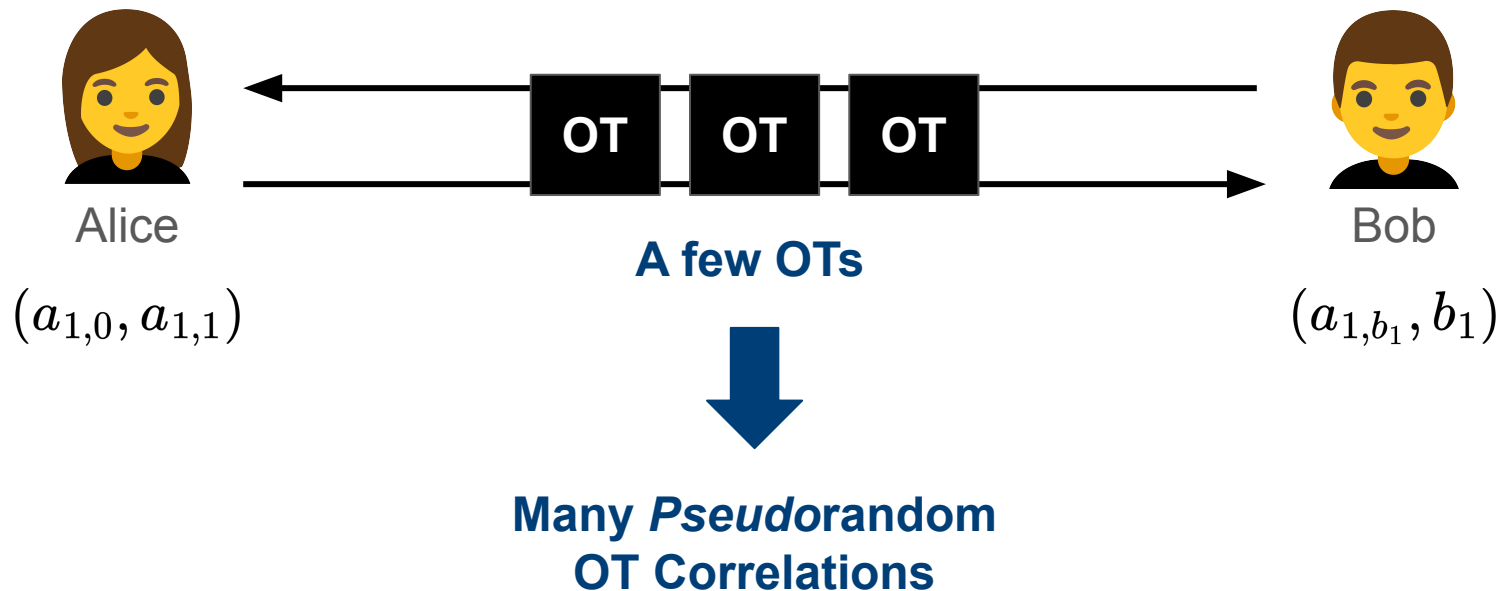 OT OT OT
Alice
Bob
A few OTs
(a_{1,0}, a_{1,1})
(a_{1,b_1}, b_1)
Many Pseudorandom
OT Correlations